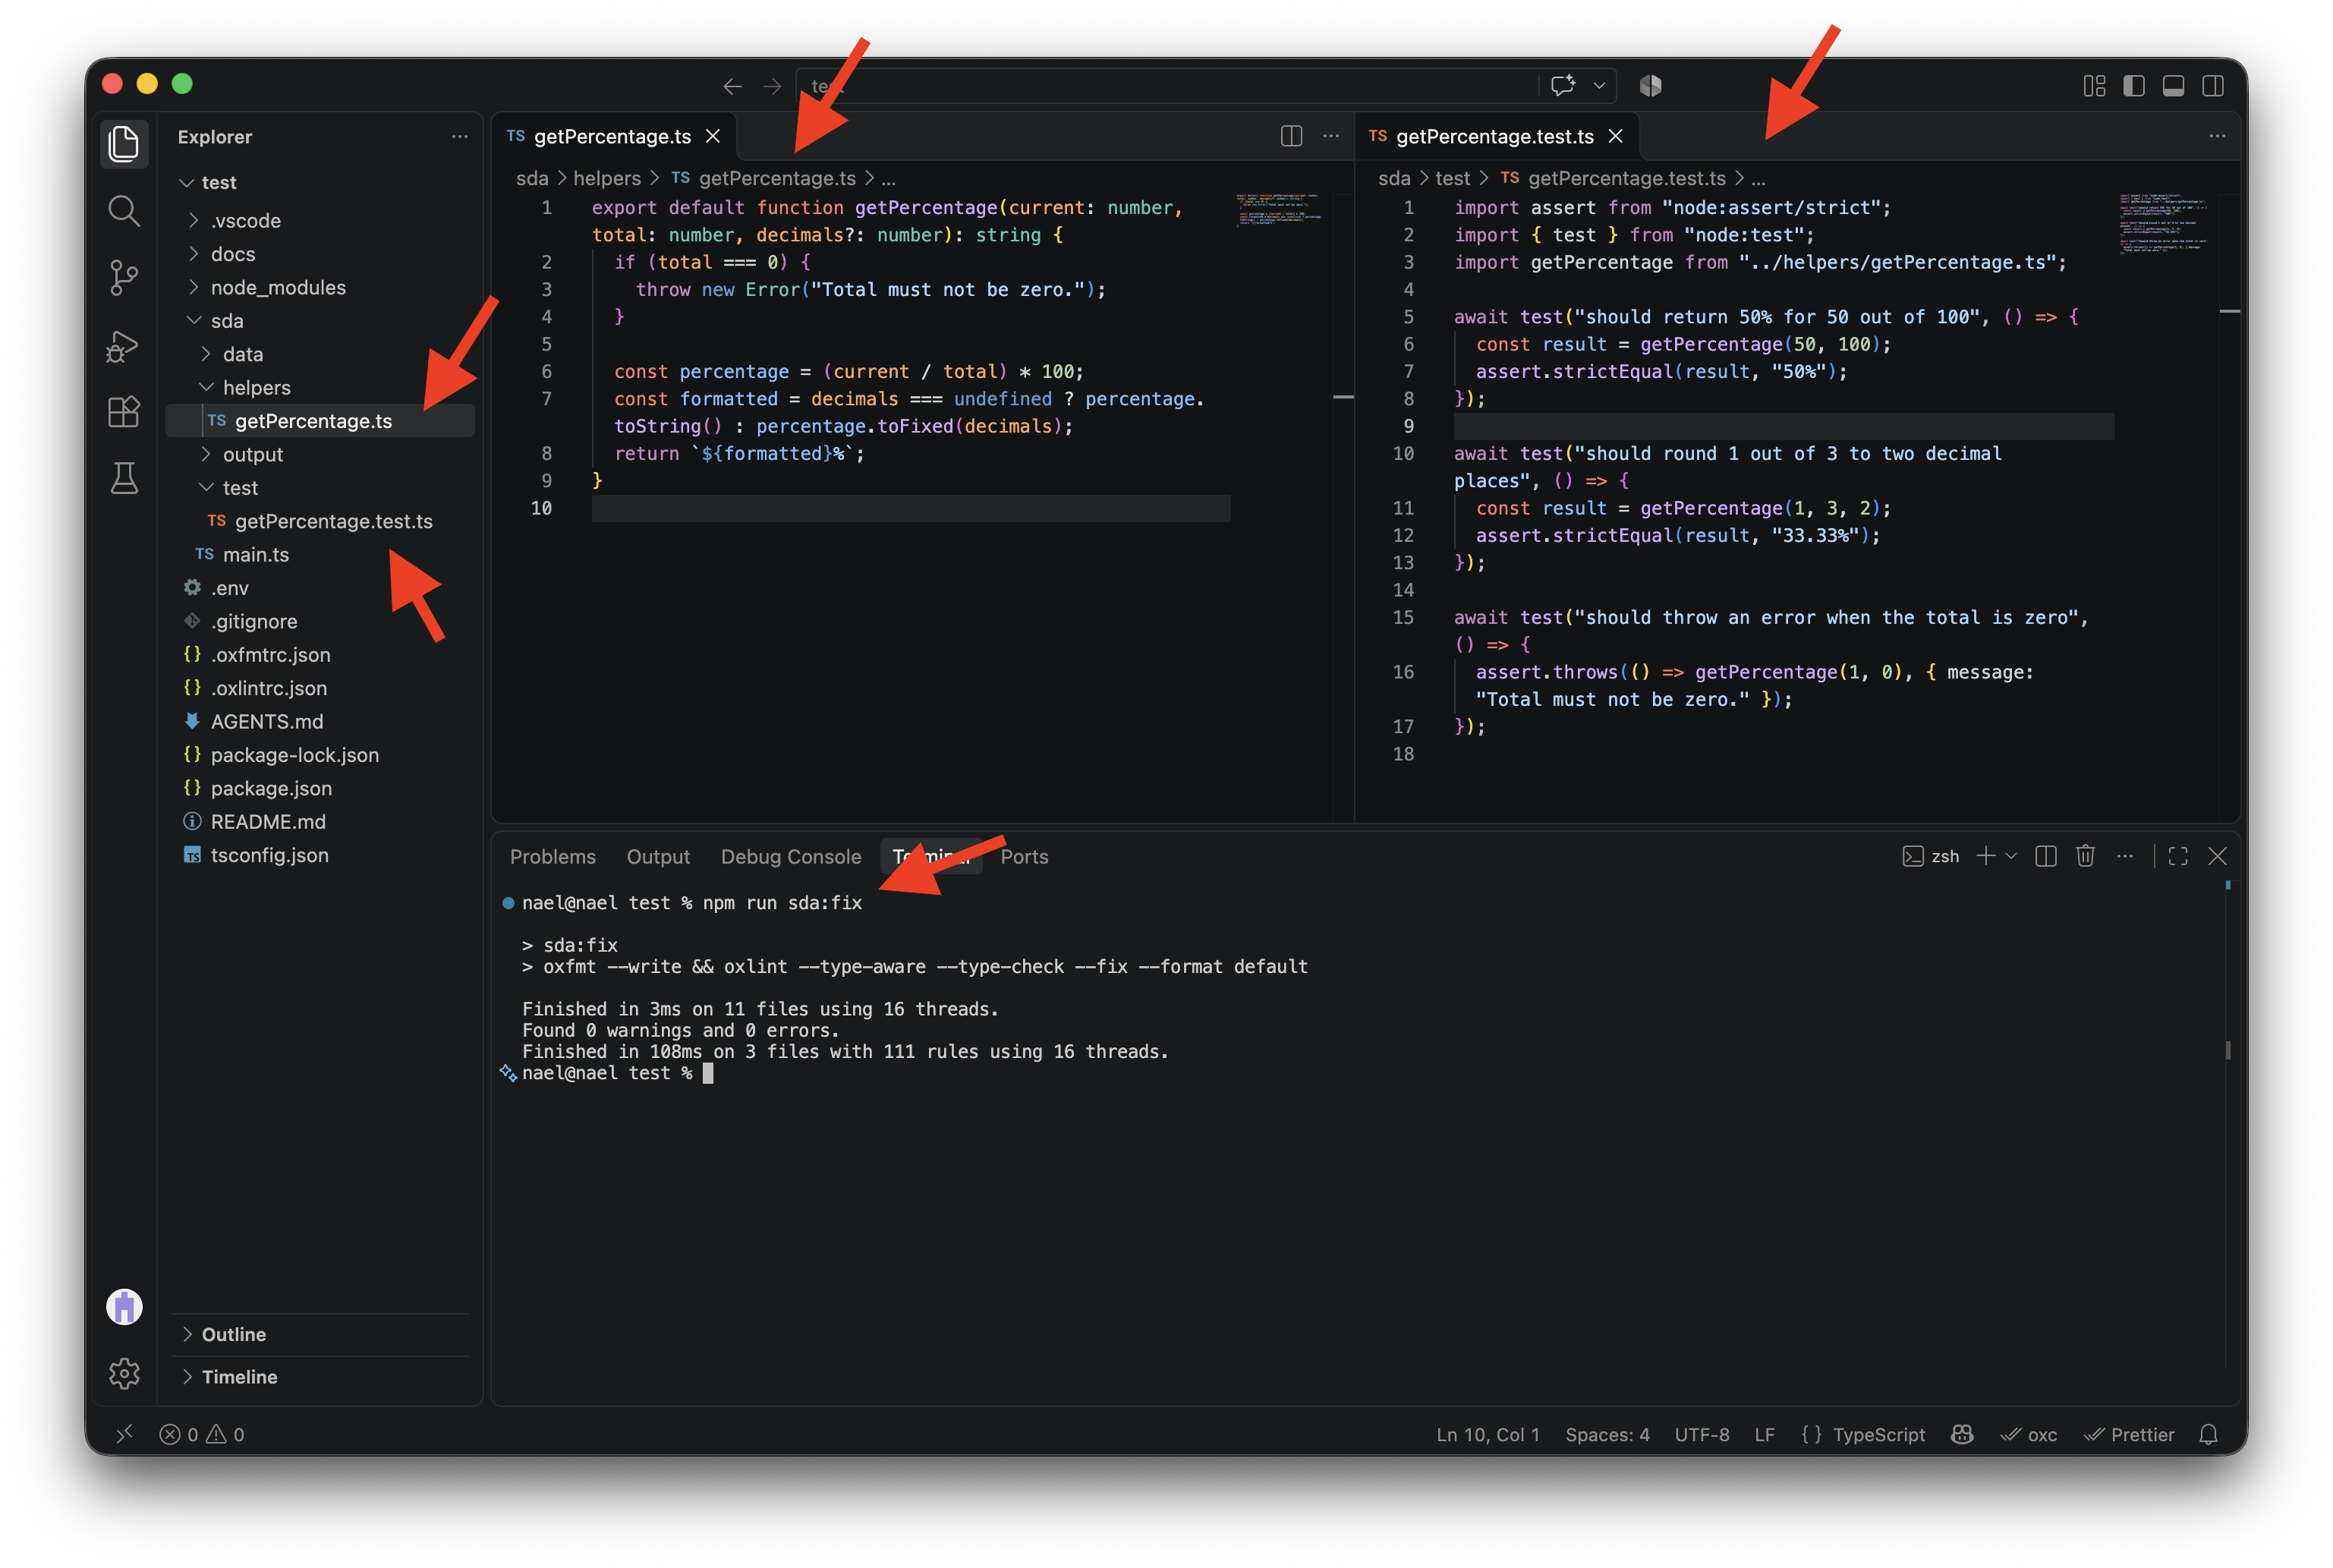 test
Explorer
test
.vscode
docs
node_modules
sda
data
helpers
TS getPercentage.ts
output
test
TS getPercentage.test.ts
TS main.ts
.env
.gitignore
{} .oxfmtrc.json
{} .oxlintrc.json
AGENTS.md
{} package-lock.json
{} package.json
README.md
TS tsconfig.json
Outline
Timeline
TS getPercentage.ts
sda > helpers > TS getPercentage.ts > ...
1 export default function getPercentage(current: number,
total: number, decimals?: number): string {
2 if (total === 0) {
3 throw new Error("Total must not be zero.");
4 }
5
6 const percentage = (current / total) * 100;
7 const formatted = decimals === undefined ? percentage.
toString() : percentage.toFixed(decimals);
8 return `${formatted}%`;
9 }
10
TS getPercentage.test.ts
sda > test > TS getPercentage.test.ts > ...
1 import assert from "node:assert/strict";
2 import { test } from "node:test";
3 import getPercentage from "../helpers/getPercentage.ts";
4
5 await test("should return 50% for 50 out of 100", () => {
6 const result = getPercentage(50, 100);
7 assert.strictEqual(result, "50%");
8 });
9
10 await test("should round 1 out of 3 to two decimal
places", () => {
11 const result = getPercentage(1, 3, 2);
12 assert.strictEqual(result, "33.33%");
13 });
14
15 await test("should throw an error when the total is zero",
() => {
16 assert.throws(() => getPercentage(1, 0), { message:
"Total must not be zero." });
17 });
18
Problems Output Debug Console Terminal Ports
zsh
nael@nael test % npm run sda:fix
> sda:fix
> oxfmt --write && oxlint --type-aware --type-check --fix --format default
Finished in 3ms on 11 files using 16 threads.
Found 0 warnings and 0 errors.
Finished in 108ms on 3 files with 111 rules using 16 threads.
nael@nael test %
0 0
Ln 10, Col 1 Spaces: 4 UTF-8 LF {} TypeScript oxc Prettier